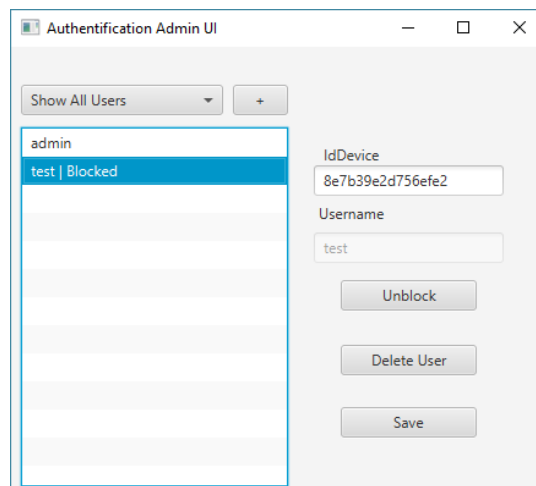 Authentification Admin UI
Show All Users
+
admin
test | Blocked
IdDevice
8e7b39e2d756efe2
Username
test
Unblock
Delete User
Save